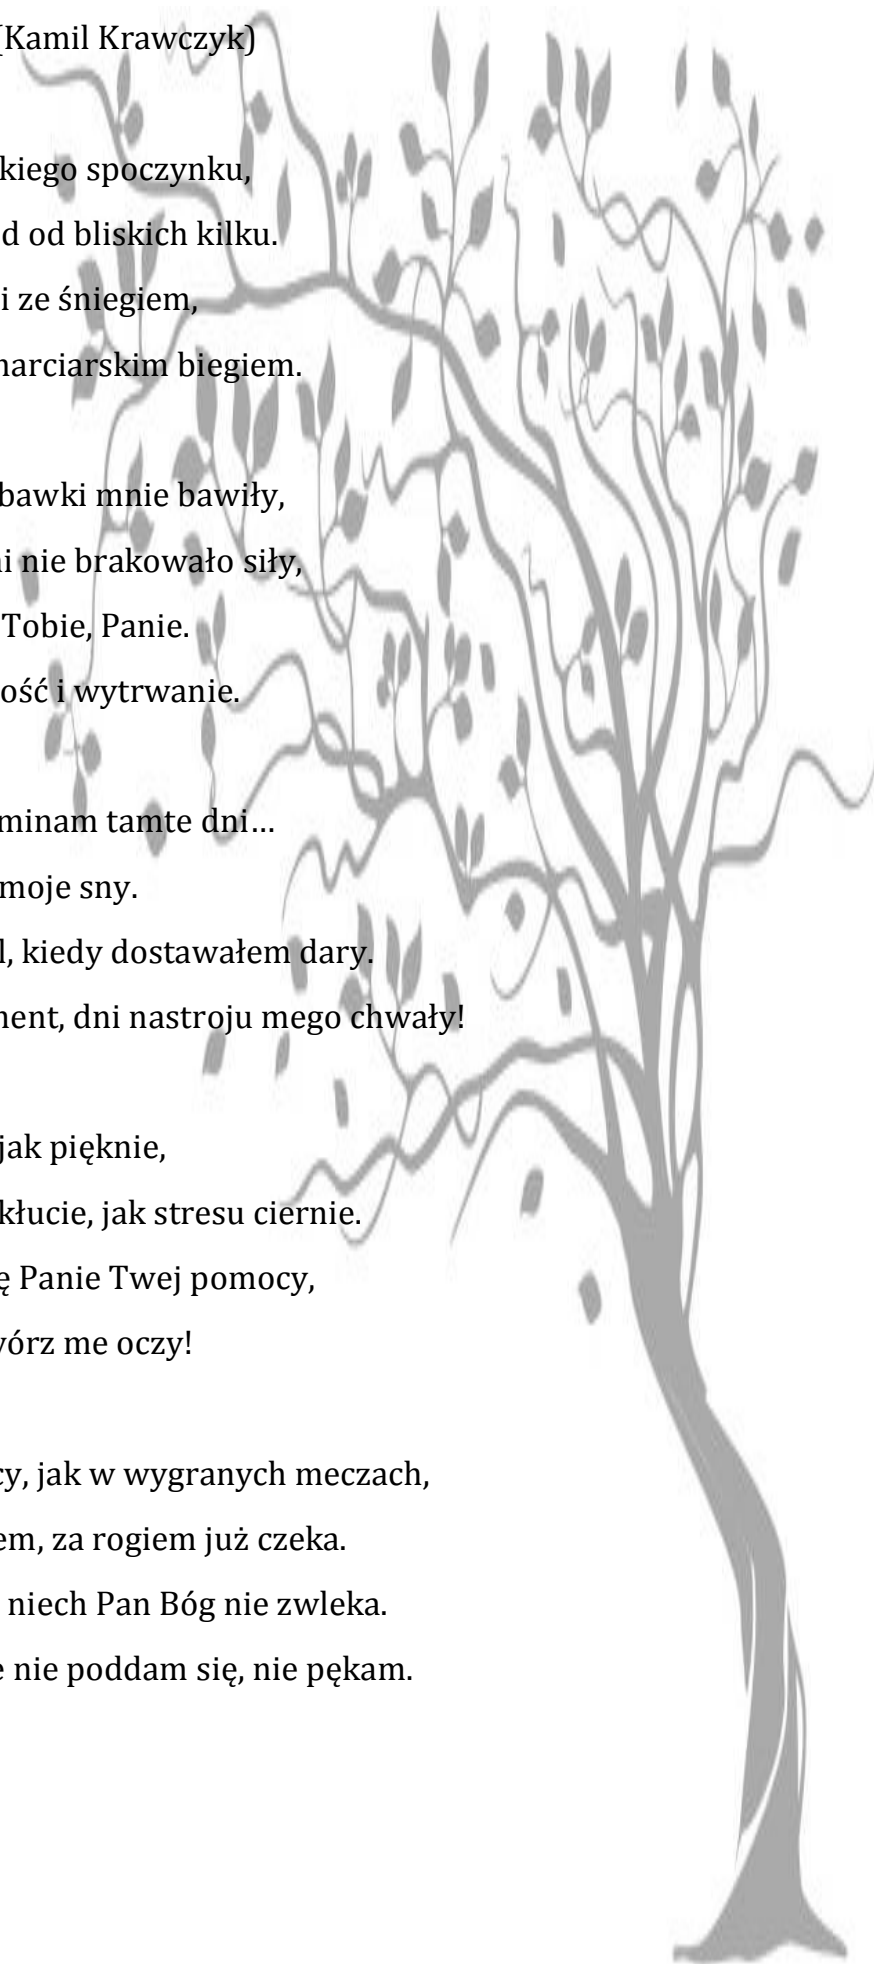 (Kamil Krawczyk)
kiego spoczynku,
d od bliskich kilku.
i ze śniegiem,
narciarskim biegiem.
bawki mnie bawiły,
ni nie brakowało siły,
Tobie, Panie.
ość i wytrwanie.
minam tamte dni…
moje sny.
l, kiedy dostawałem dary.
ment, dni nastroju mego chwały!
jak pięknie,
kłucie, jak stresu ciernie.
ę Panie Twej pomocy,
wórz me oczy!
cy, jak w wygranych meczach,
em, za rogiem już czeka.
niech Pan Bóg nie zwleka.
e nie poddam się, nie pękam.